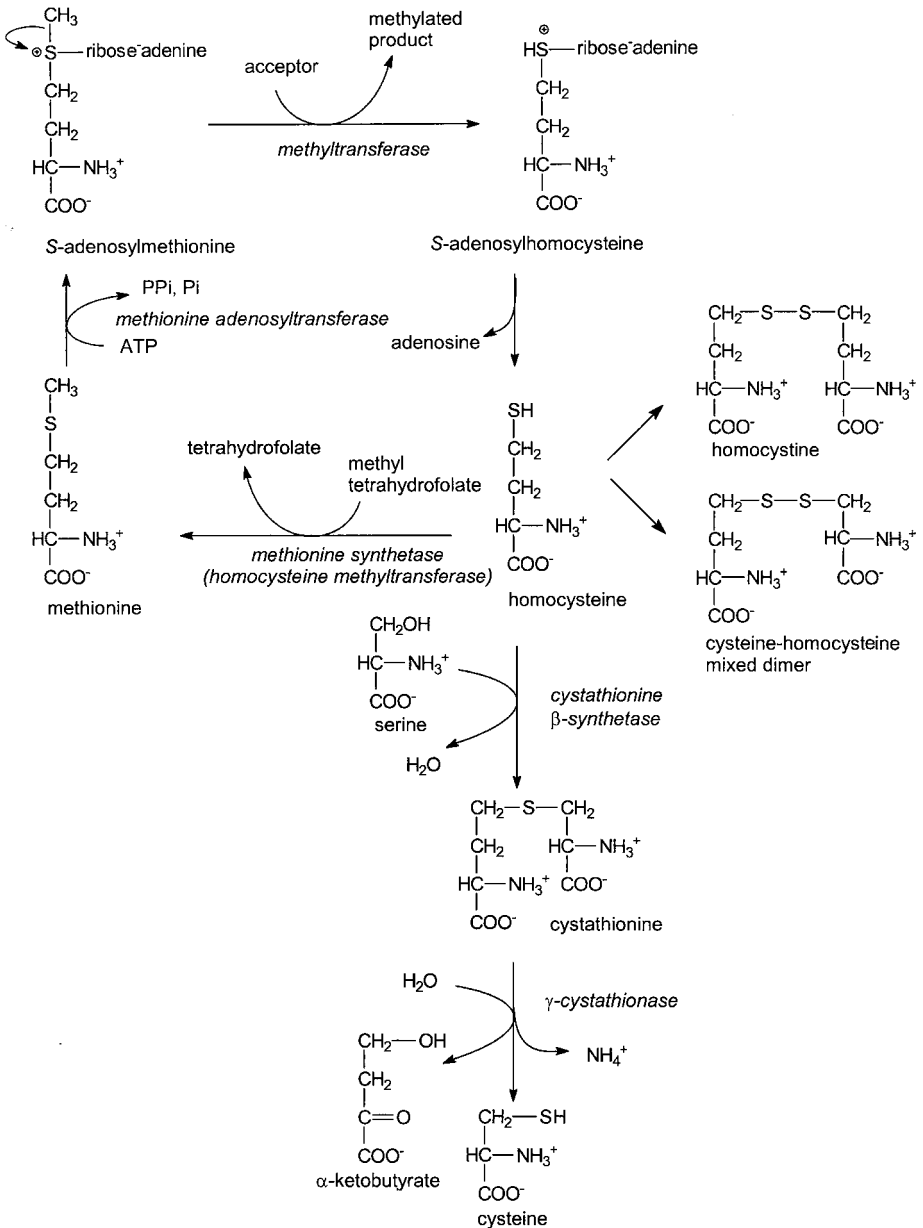 CH₃
⊕S—ribose-adenine
CH₂
CH₂
HC—NH₃⁺
COO⁻
S-adenosylmethionine
acceptor
methylated
product
methyltransferase
⊕
HS—ribose-adenine
CH₂
CH₂
HC—NH₃⁺
COO⁻
S-adenosylhomocysteine
PPi, Pi
methionine adenosyltransferase
ATP
adenosine
CH₃
S
CH₂
CH₂
HC—NH₃⁺
COO⁻
methionine
tetrahydrofolate
methyl
tetrahydrofolate
methionine synthetase
(homocysteine methyltransferase)
SH
CH₂
CH₂
HC—NH₃⁺
COO⁻
homocysteine
CH₂—S—S—CH₂
CH₂ CH₂
HC—NH₃⁺ HC—NH₃⁺
COO⁻ COO⁻
homocystine
CH₂—S—S—CH₂
CH₂ HC—NH₃⁺
HC—NH₃⁺ COO⁻
COO⁻
cysteine-homocysteine
mixed dimer
CH₂OH
HC—NH₃⁺
COO⁻
serine
H₂O
cystathionine
β-synthetase
CH₂—S—CH₂
CH₂ HC—NH₃⁺
HC—NH₃⁺ COO⁻
COO⁻
cystathionine
H₂O
γ-cystathionase
NH₄⁺
CH₂—OH
CH₂
C=O
COO⁻
α-ketobutyrate
CH₂—SH
HC—NH₃⁺
COO⁻
cysteine